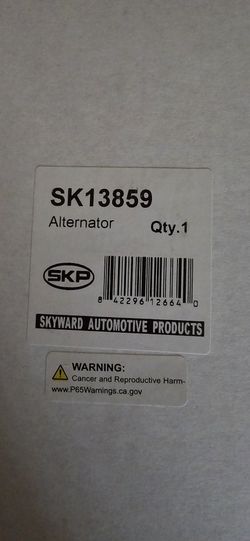 SK13859
Alternator Qty.1
SKP
8 42296 12664 0
SKYWARD AUTOMOTIVE PRODUCTS
WARNING:
Cancer and Reproductive Harm-
www.P65Warnings.ca.gov